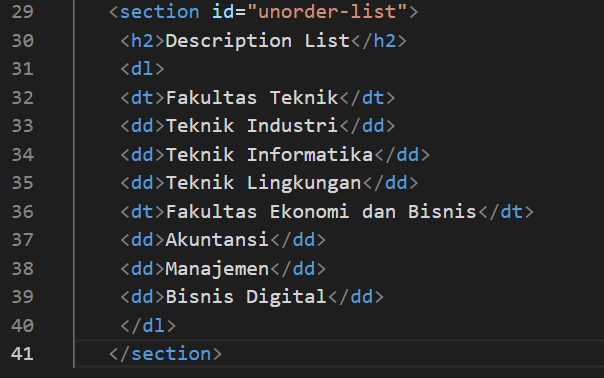 29 <section id="unorder-list">
30 <h2>Description List</h2>
31 <dl>
32 <dt>Fakultas Teknik</dt>
33 <dd>Teknik Industri</dd>
34 <dd>Teknik Informatika</dd>
35 <dd>Teknik Lingkungan</dd>
36 <dt>Fakultas Ekonomi dan Bisnis</dt>
37 <dd>Akuntansi</dd>
38 <dd>Manajemen</dd>
39 <dd>Bisnis Digital</dd>
40 </dl>
41 </section>